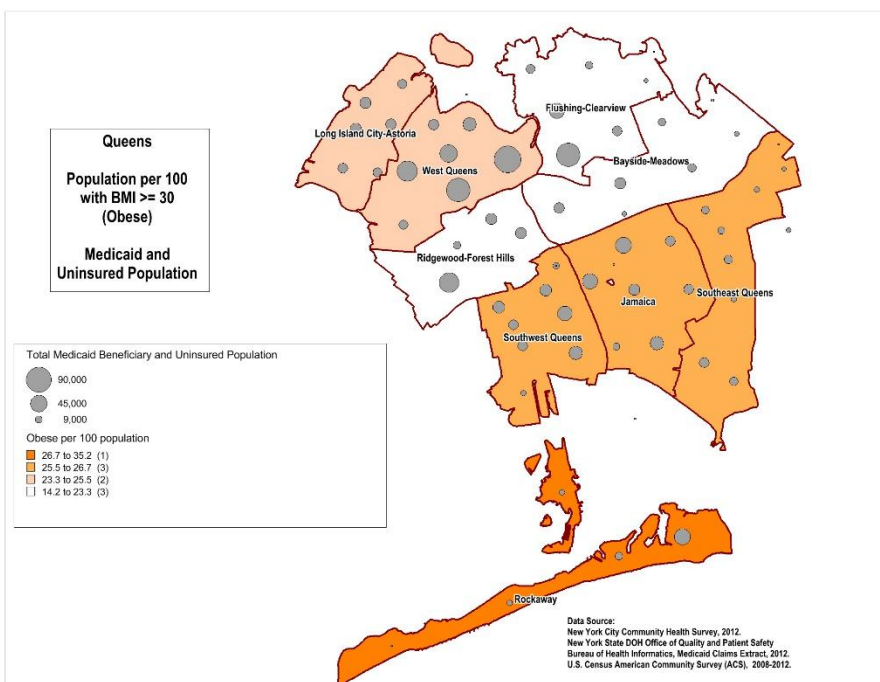 Queens
Population per 100
with BMI >= 30
(Obese)
Medicaid and
Uninsured Population
Flushing-Clearview
Long Island City-Astoria
Bayside-Meadows
West Queens
Ridgewood-Forest Hills
Southeast Queens
Jamaica
Southwest Queens
Total Medicaid Beneficiary and Uninsured Population
90,000
45,000
9,000
Obese per 100 population
26.7 to 35.2 (1)
25.5 to 26.7 (3)
23.3 to 25.5 (2)
14.2 to 23.3 (3)
Rockaway
Data Source:
New York City Community Health Survey, 2012.
New York State DOH Office of Quality and Patient Safety
Bureau of Health Informatics, Medicaid Claims Extract, 2012.
U.S. Census American Community Survey (ACS), 2008-2012.